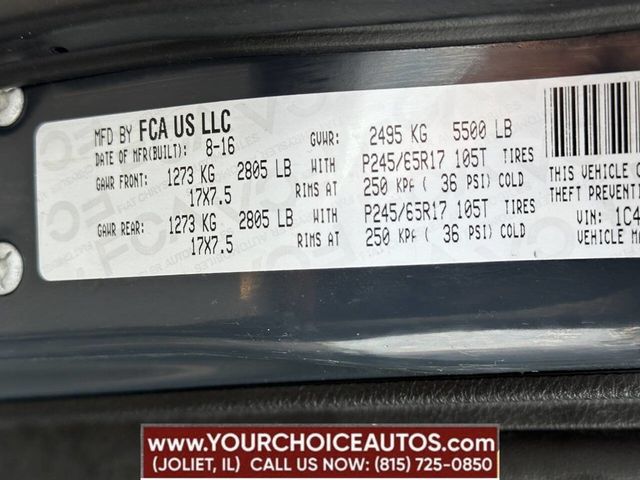 MFD BY FCA US LLC
DATE OF MFR(BUILT): 8-16 GVWR: 2495 KG 5500 LB
GAWR FRONT: 1273 KG 2805 LB WITH P245/65R17 105T TIRES
17X7.5 RIMS AT 250 KPA ( 36 PSI) COLD
GAWR REAR: 1273 KG 2805 LB WITH P245/65R17 105T TIRES
17X7.5 RIMS AT 250 KPA ( 36 PSI) COLD
THIS VEHICLE C
THEFT PREVENT
VIN: 1C4
VEHICLE MA
WWW.YOURCHOICEAUTOS.COM
(JOLIET, IL) CALL US NOW: (815) 725-0850